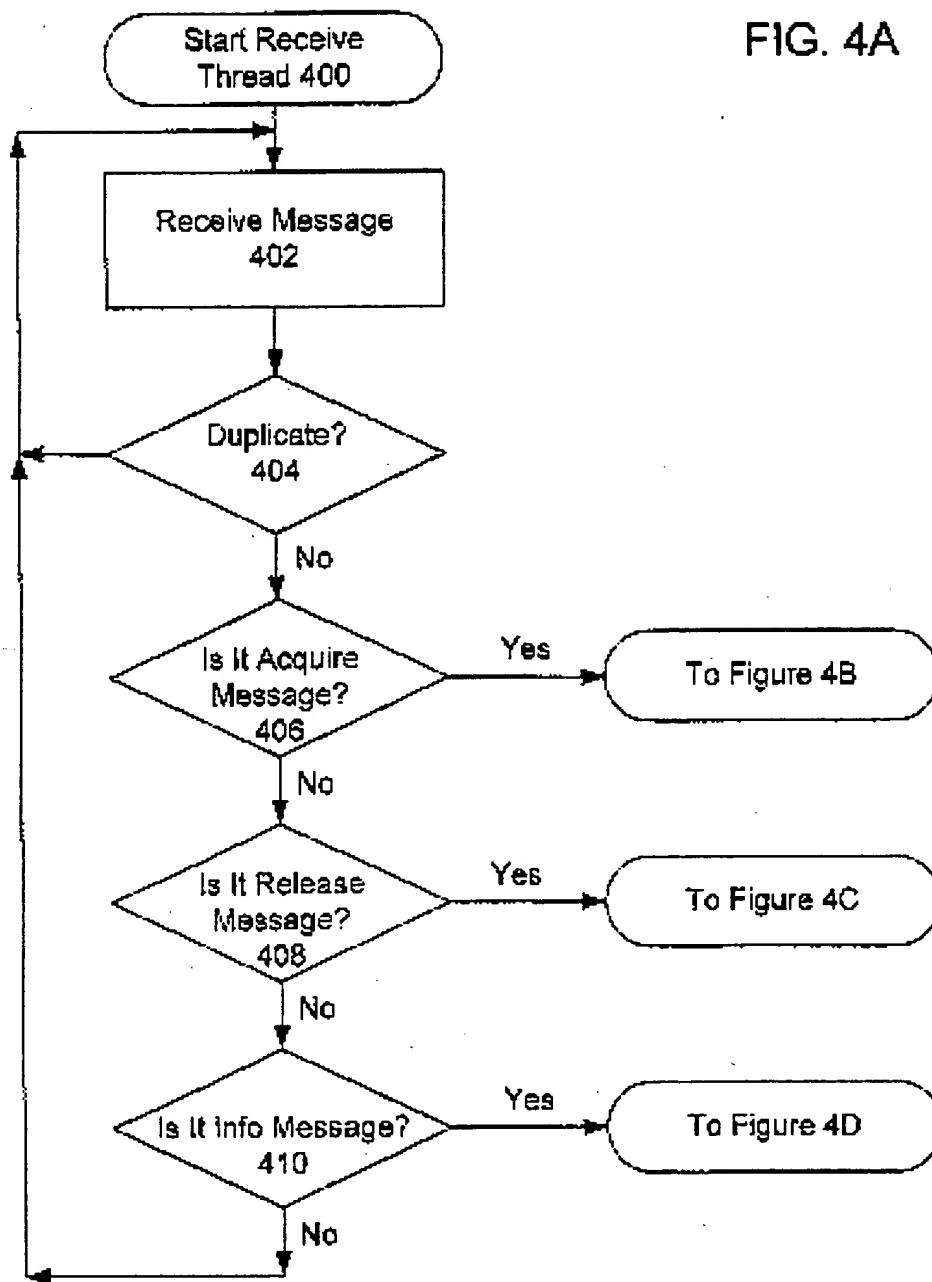 FIG. 4A
Start Receive
Thread 400
Receive Message
402
Duplicate?
404
No
Is It Acquire
Message?
406
Yes
To Figure 4B
No
Is It Release
Message?
408
Yes
To Figure 4C
No
Is It Info Message?
410
Yes
To Figure 4D
No